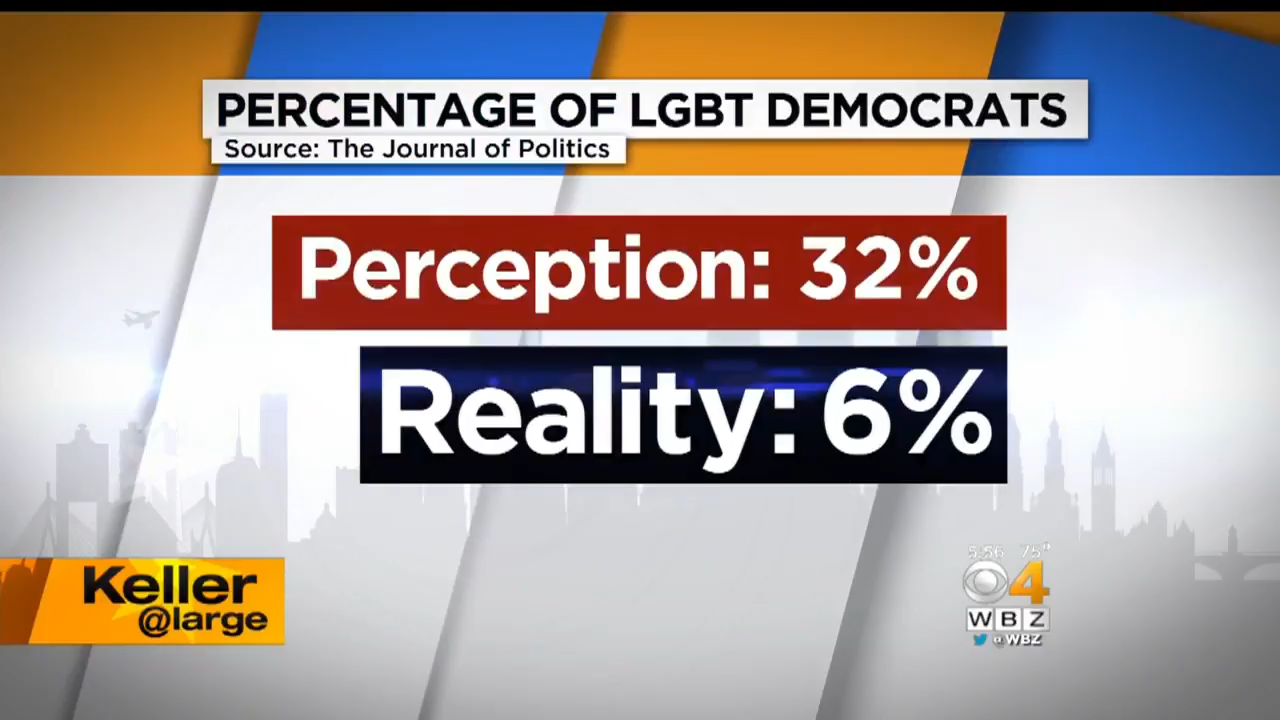 PERCENTAGE OF LGBT DEMOCRATS
Source: The Journal of Politics
Perception: 32%
Reality: 6%
Keller
@large
5:56 75°
4
WBZ
@WBZ